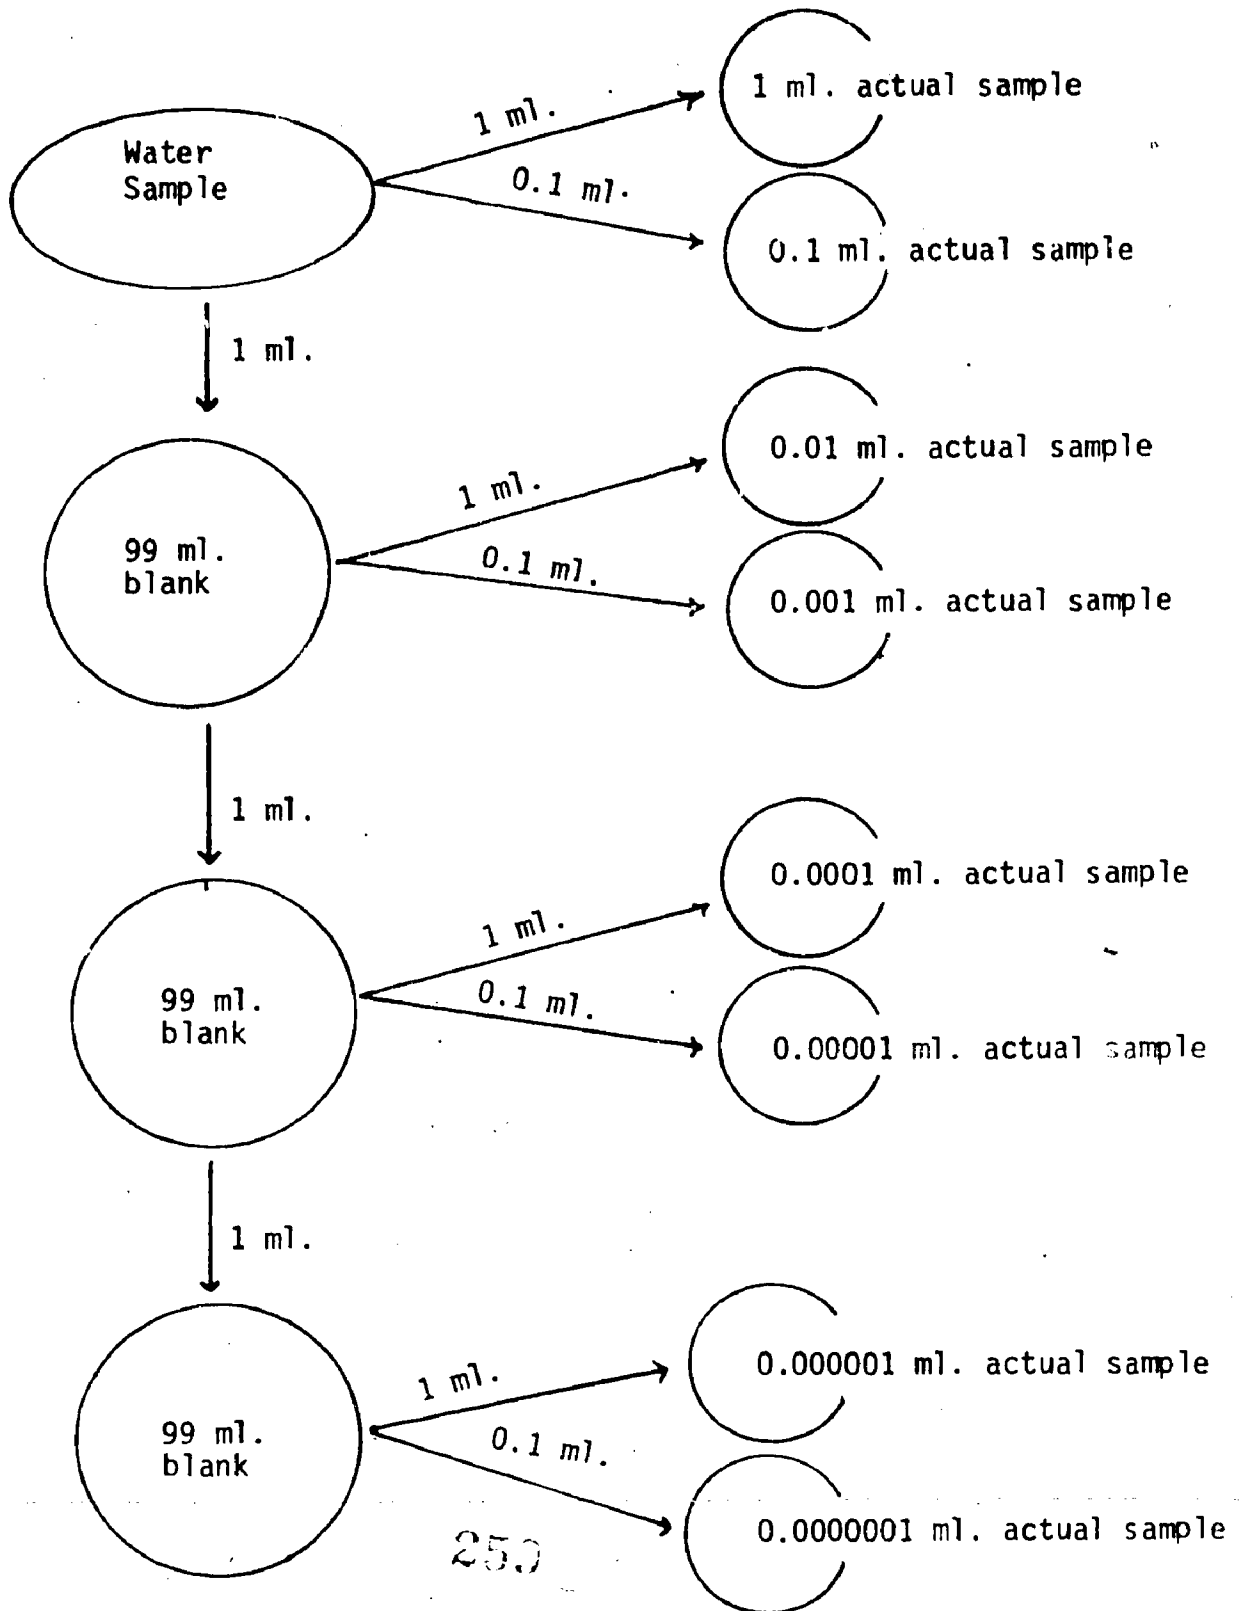 1 ml. actual sample
1 ml.
Water
Sample
0.1 ml.
0.1 ml. actual sample
1 ml.
0.01 ml. actual sample
1 ml.
99 ml.
blank
0.1 ml.
0.001 ml. actual sample
1 ml.
0.0001 ml. actual sample
1 ml.
99 ml.
blank
0.1 ml.
0.00001 ml. actual sample
1 ml.
0.000001 ml. actual sample
1 ml.
99 ml.
blank
0.1 ml.
0.0000001 ml. actual sample